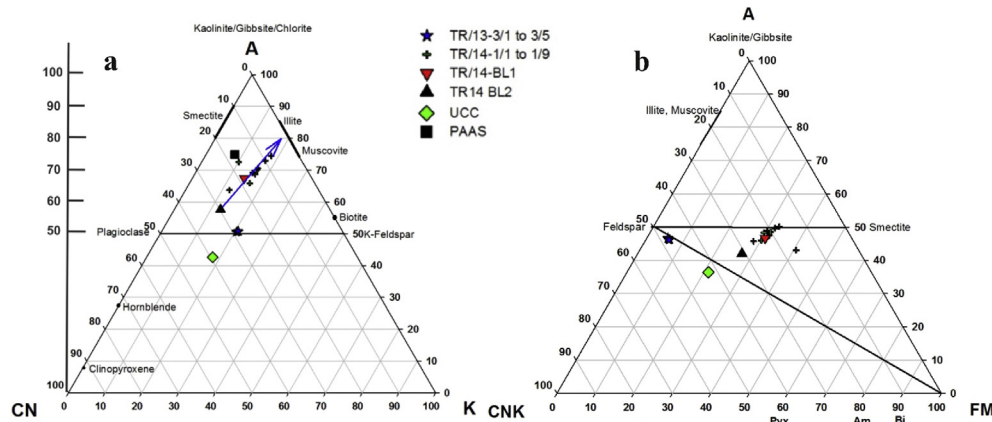 Kaolinite/Gibbsite/Chlorite
A
a
100
90
80
70
60
50
100
90
80
70
60
50
40
30
20
10
0
10
20
30
40
50
60
70
80
90
100
Smectite
Illite
Muscovite
Biotite
Plagioclase
K-Feldspar
Hornblende
Clinopyroxene
0 10 20 30 40 50 60 70 80 90 100
CN
K
TR/13-3/1 to 3/5
TR/14-1/1 to 1/9
TR/14-BL1
TR14 BL2
UCC
PAAS
A
Kaolinite/Gibbsite
b
0
10
20
30
40
50
60
70
80
90
100
100
90
80
70
60
50
40
30
20
10
0
Illite, Muscovite
Feldspar
Smectite
0 10 20 30 40 50 60 70 80 90 100
CNK
Pyx
Am
Bi
FM